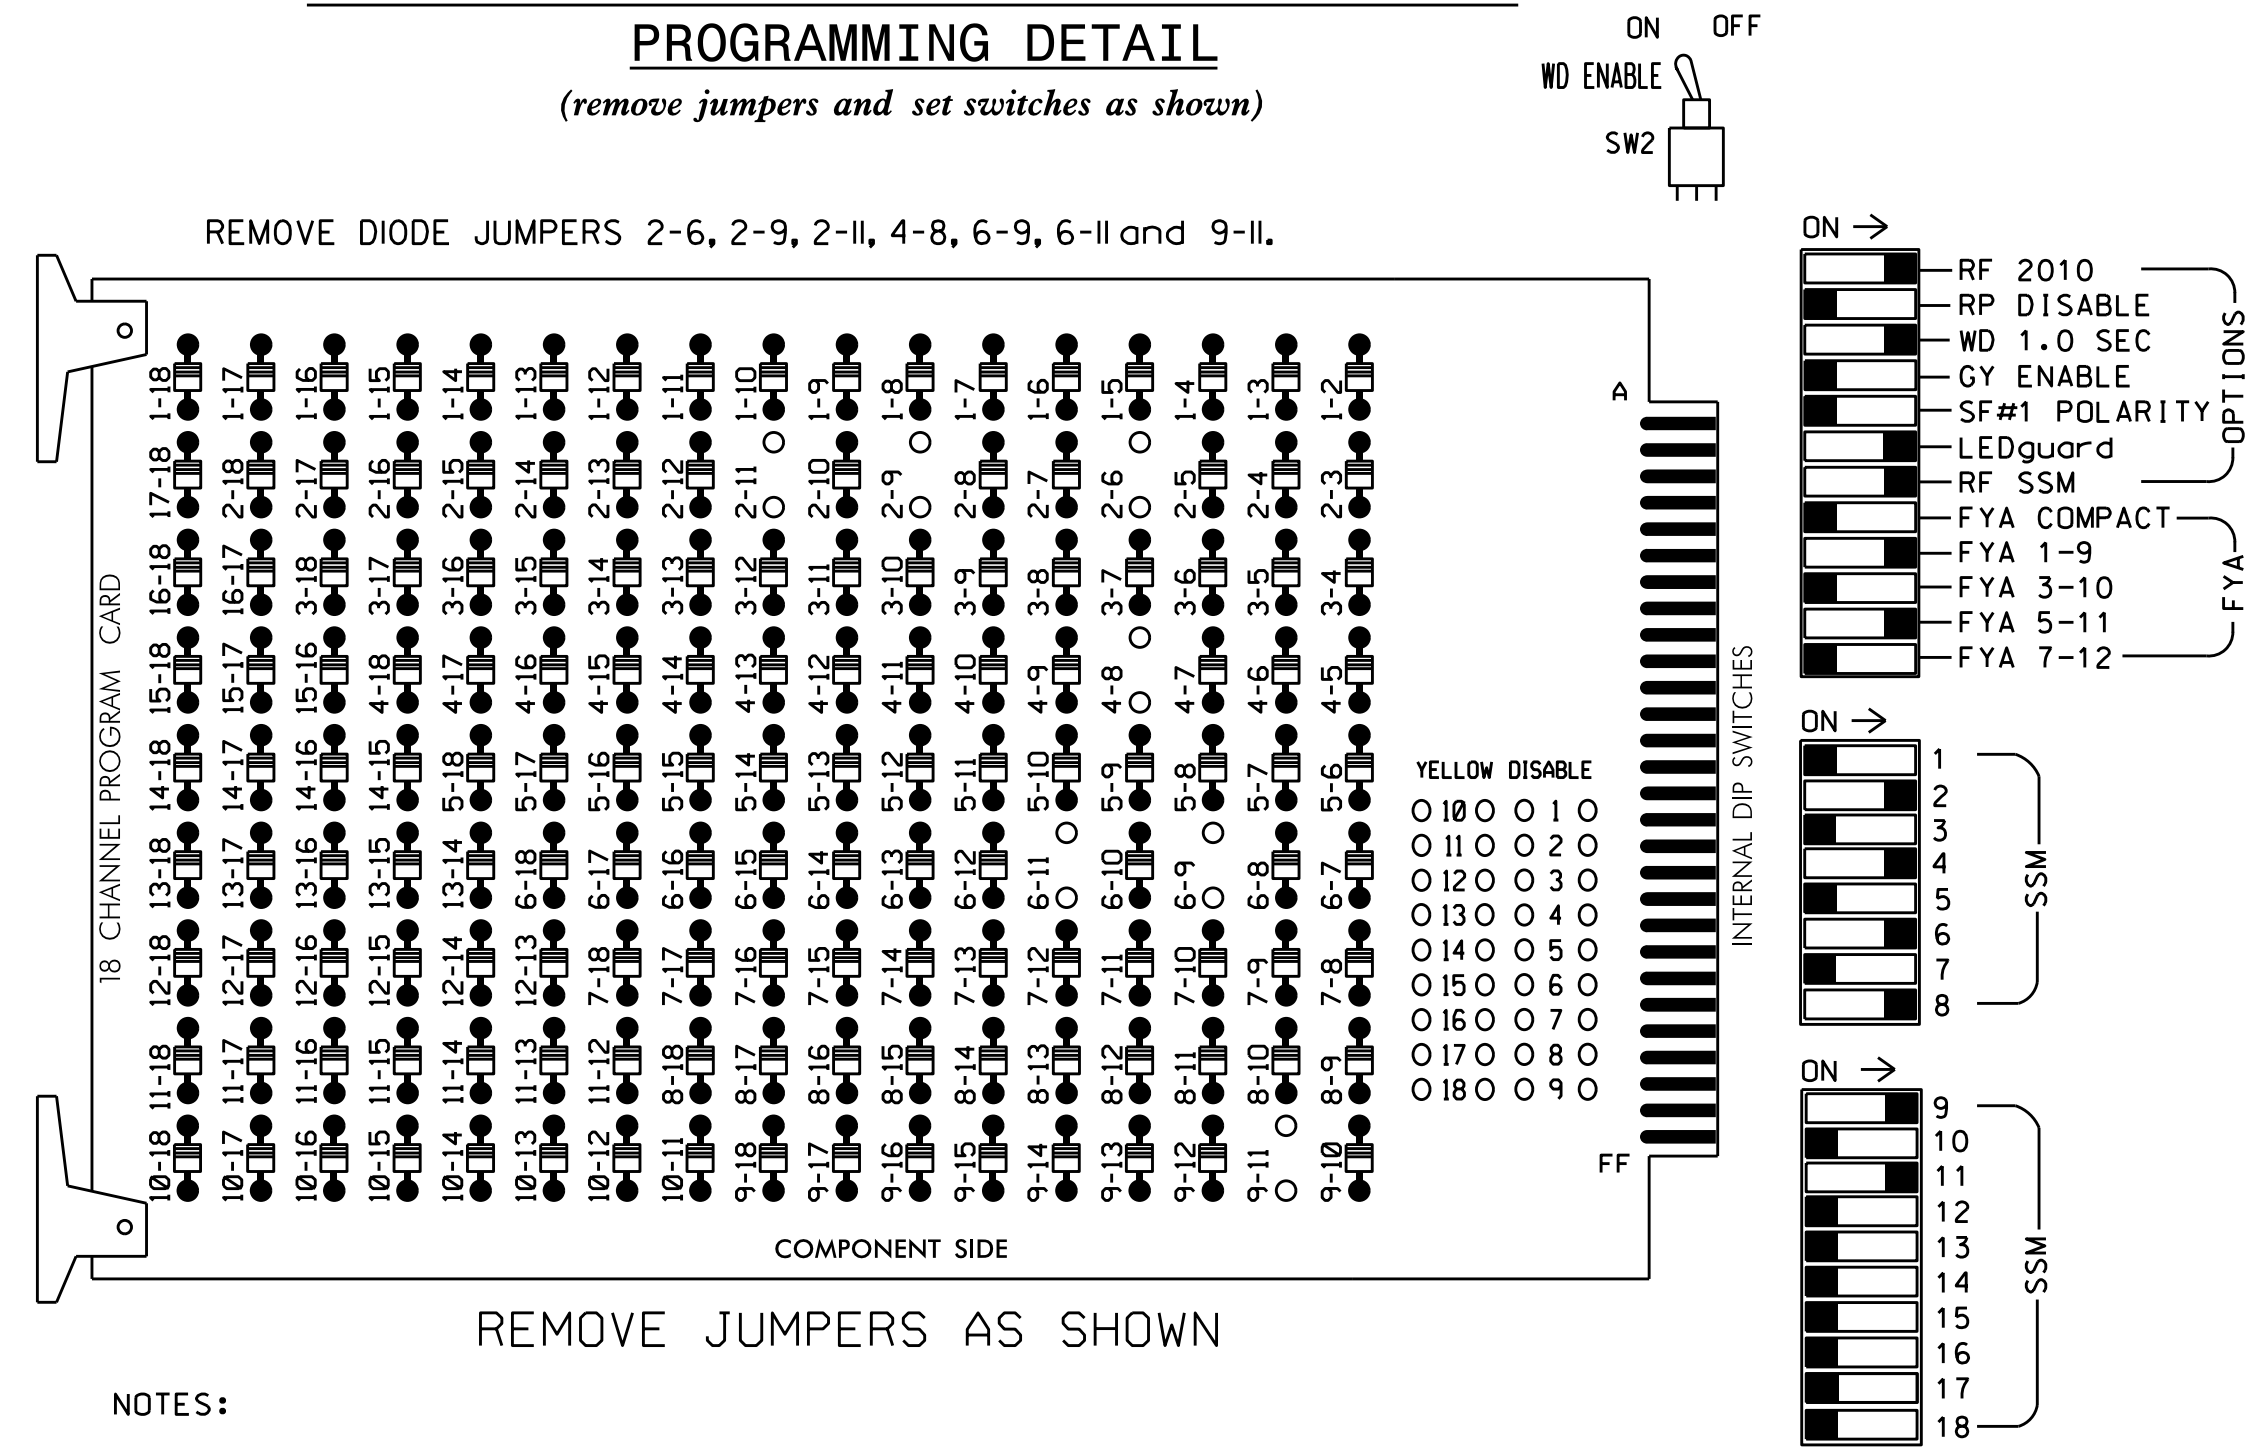 PROGRAMMING DETAIL
(remove jumpers and set switches as shown)
ON OFF
WD ENABLE
SW2
REMOVE DIODE JUMPERS 2-6, 2-9, 2-11, 4-8, 6-9, 6-11 and 9-11.
1-18 1-17 1-16 1-15 1-14 1-13 1-12 1-11 1-10 1-9 1-8 1-7 1-6 1-5 1-4 1-3 1-2
17-18 2-18 2-17 2-16 2-15 2-14 2-13 2-12 2-11 2-10 2-9 2-8 2-7 2-6 2-5 2-4 2-3
16-18 16-17 3-18 3-17 3-16 3-15 3-14 3-13 3-12 3-11 3-10 3-9 3-8 3-7 3-6 3-5 3-4
15-18 15-17 15-16 4-18 4-17 4-16 4-15 4-14 4-13 4-12 4-11 4-10 4-9 4-8 4-7 4-6 4-5
14-18 14-17 14-16 14-15 5-18 5-17 5-16 5-15 5-14 5-13 5-12 5-11 5-10 5-9 5-8 5-7 5-6
13-18 13-17 13-16 13-15 13-14 6-18 6-17 6-16 6-15 6-14 6-13 6-12 6-11 6-10 6-9 6-8 6-7
12-18 12-17 12-16 12-15 12-14 12-13 7-18 7-17 7-16 7-15 7-14 7-13 7-12 7-11 7-10 7-9 7-8
11-18 11-17 11-16 11-15 11-14 11-13 11-12 8-18 8-17 8-16 8-15 8-14 8-13 8-12 8-11 8-10 8-9
10-18 10-17 10-16 10-15 10-14 10-13 10-12 10-11 9-18 9-17 9-16 9-15 9-14 9-13 9-12 9-11 9-10
18 CHANNEL PROGRAM CARD
A
YELLOW DISABLE
10 1
11 2
12 3
13 4
14 5
15 6
16 7
17 8
18 9
FF
COMPONENT SIDE
INTERNAL DIP SWITCHES
ON
RF 2010
RP DISABLE
WD 1.0 SEC
GY ENABLE
SF#1 POLARITY
LEDguard
RF SSM
OPTIONS
FYA COMPACT
FYA 1-9
FYA 3-10
FYA 5-11
FYA 7-12
FYA
ON
1
2
3
4
5
6
7
8
SSM
ON
9
10
11
12
13
14
15
16
17
18
SSM
REMOVE JUMPERS AS SHOWN
NOTES: